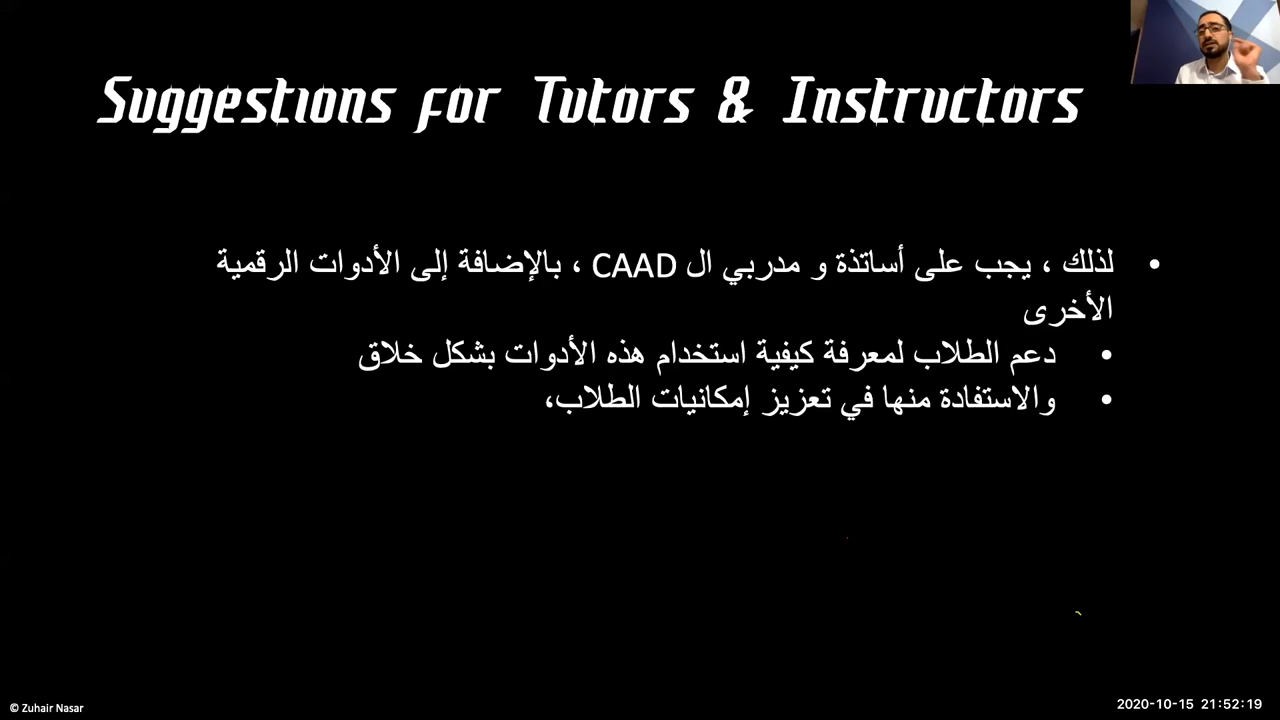 Suggestions for Tutors & Instructors
• لذلك ، يجب على أساتذة و مدربي ال CAAD ، بالإضافة إلى الأدوات الرقمية
الأخرى
• دعم الطلاب لمعرفة كيفية استخدام هذه الأدوات بشكل خلاق
• والاستفادة منها في تعزيز إمكانيات الطلاب،
© Zuhair Nasar
2020-10-15 21:52:19